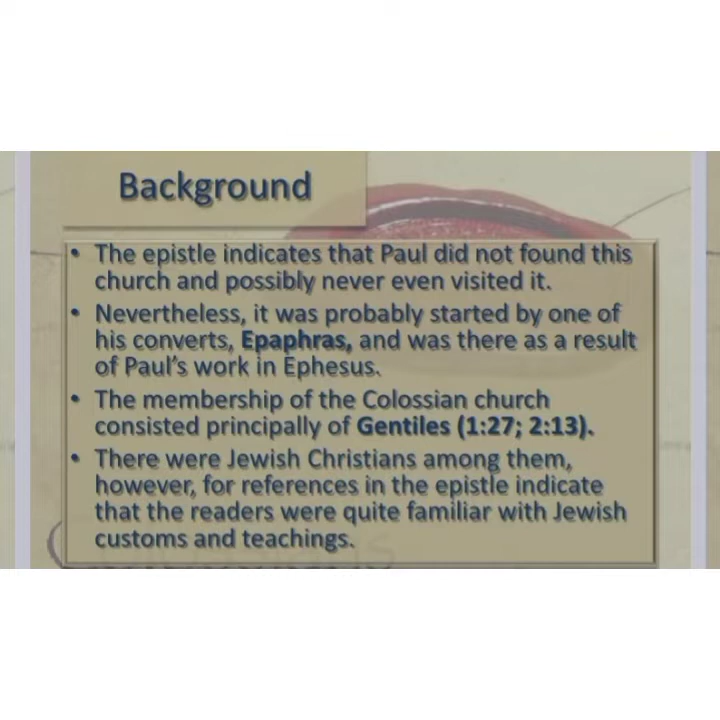 Background
• The epistle indicates that Paul did not found this
church and possibly never even visited it.
• Nevertheless, it was probably started by one of
his converts, Epaphras, and was there as a result
of Paul's work in Ephesus.
• The membership of the Colossian church
consisted principally of Gentiles (1:27; 2:13).
• There were Jewish Christians among them,
however, for references in the epistle indicate
that the readers were quite familiar with Jewish
customs and teachings.